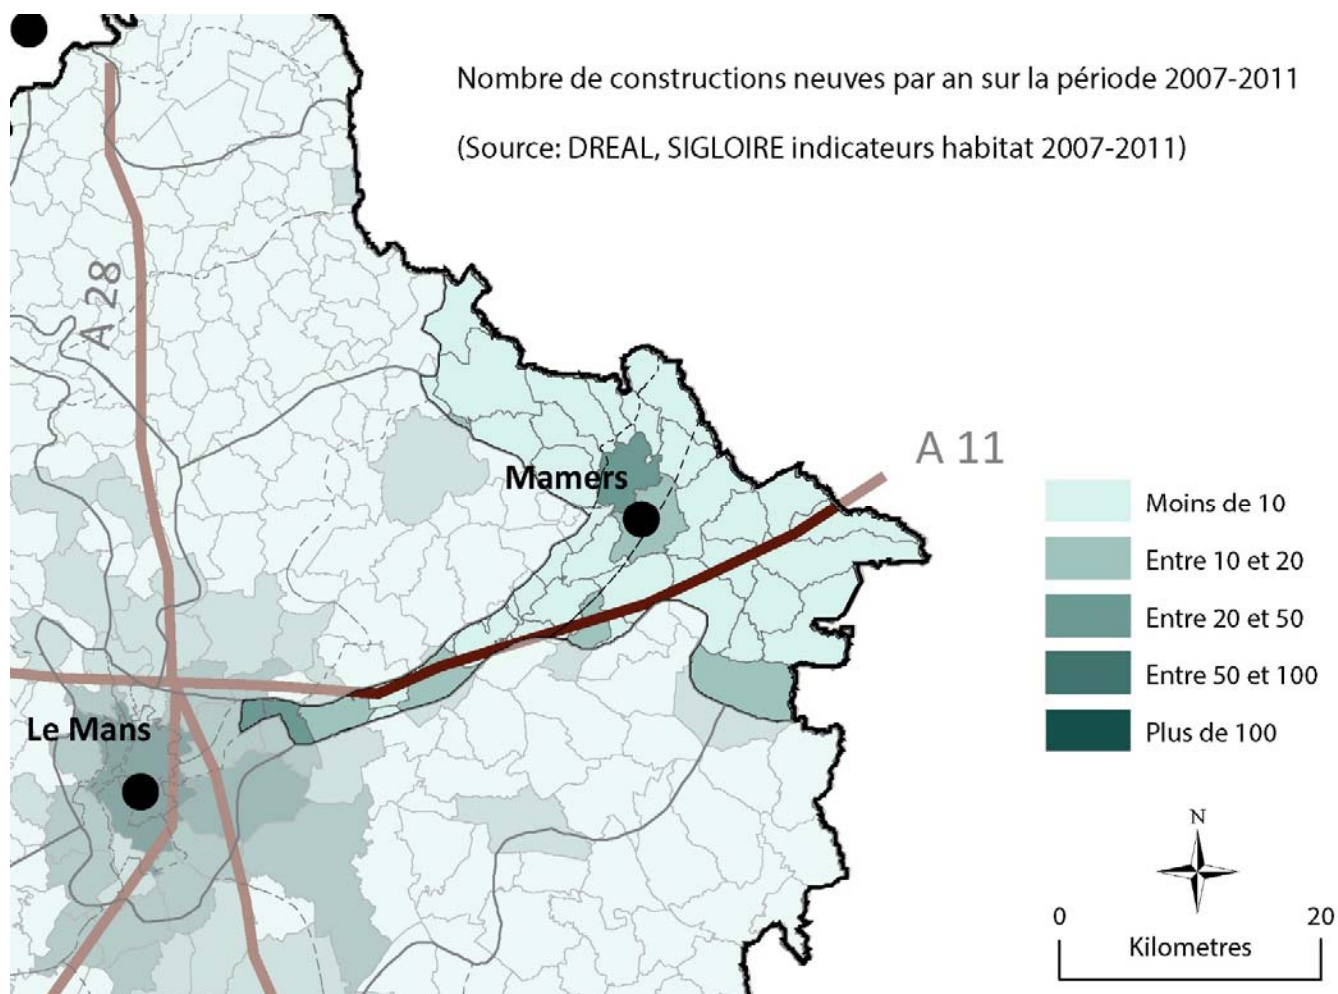 Nombre de constructions neuves par an sur la période 2007-2011
(Source: DREAL, SIGLOIRE indicateurs habitat 2007-2011)
A 28
A 11
Mamers
Le Mans
Moins de 10
Entre 10 et 20
Entre 20 et 50
Entre 50 et 100
Plus de 100
N
0
20
Kilometres